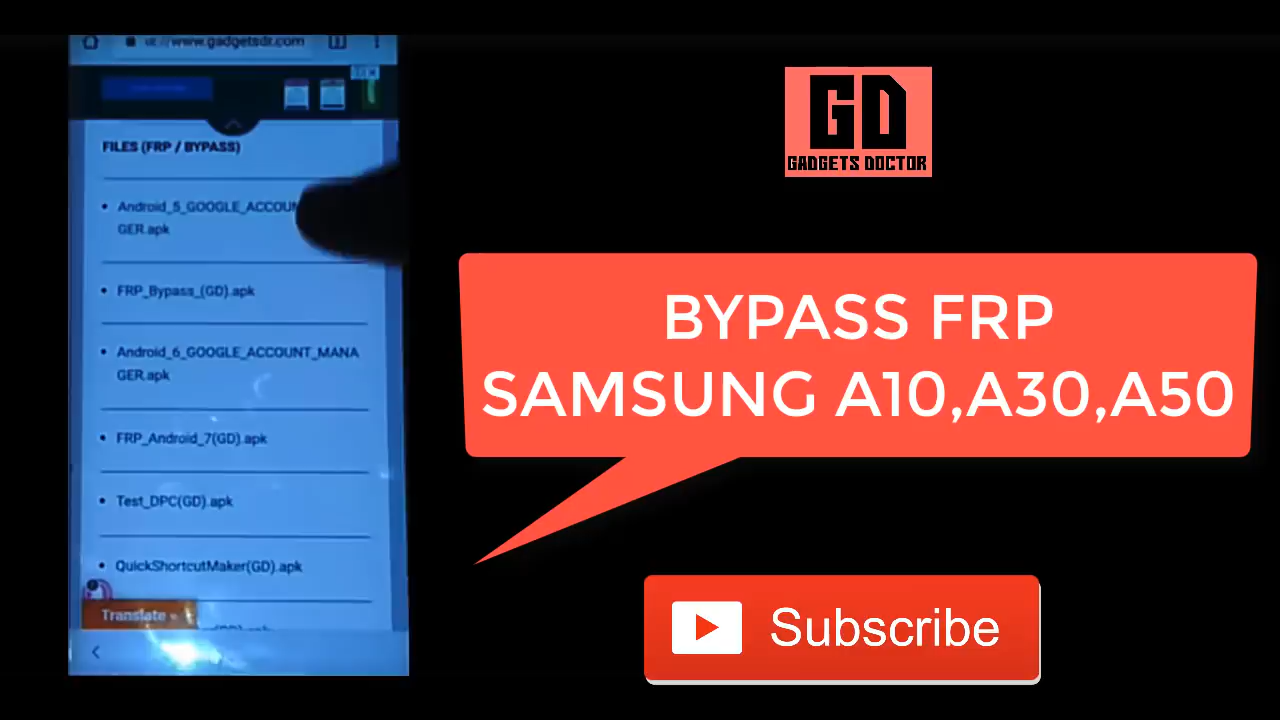 www.gadgetsdr.com
FILES (FRP / BYPASS)
Android_5_GOOGLE_ACCOUN
GER.apk
FRP_Bypass_(GD).apk
Android_6_GOOGLE_ACCOUNT_MANA
GER.apk
FRP_Android_7(GD).apk
Test_DPC(GD).apk
QuickShortcutMaker(GD).apk
Translate »
GD
GADGETS DOCTOR
BYPASS FRP
SAMSUNG A10,A30,A50
Subscribe